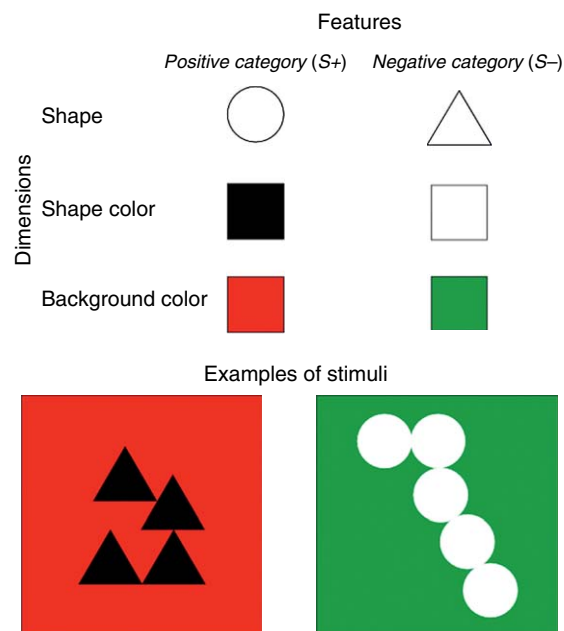 Features
Positive category (S+) Negative category (S–)
Dimensions
Shape
Shape color
Background color
Examples of stimuli